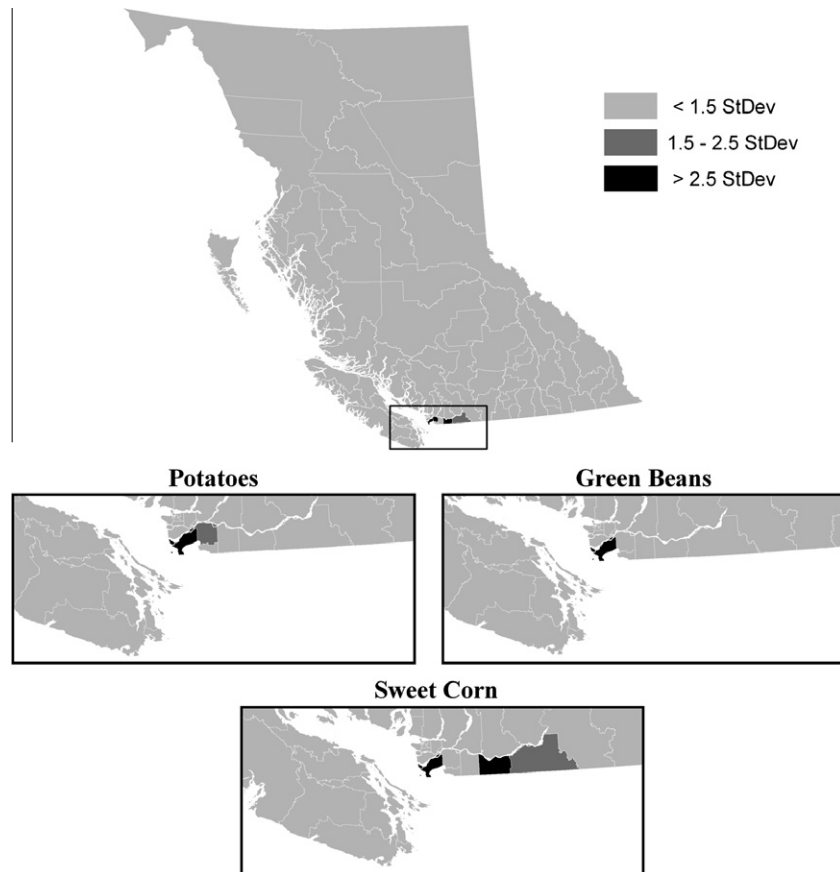 < 1.5 StDev
1.5 - 2.5 StDev
> 2.5 StDev
Potatoes
Green Beans
Sweet Corn